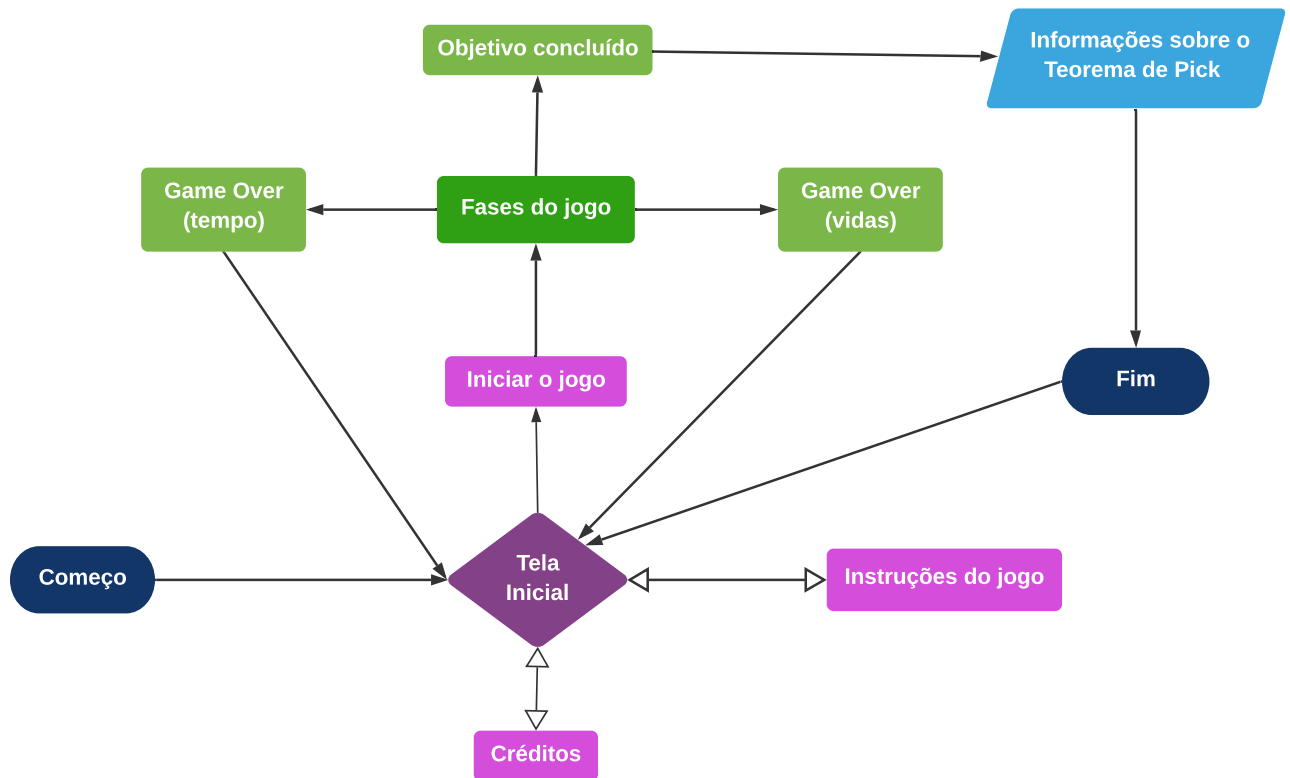 Objetivo concluído
Informações sobre o
Teorema de Pick
Game Over
(tempo)
Fases do jogo
Game Over
(vidas)
Iniciar o jogo
Fim
Começo
Tela
Inicial
Instruções do jogo
Créditos